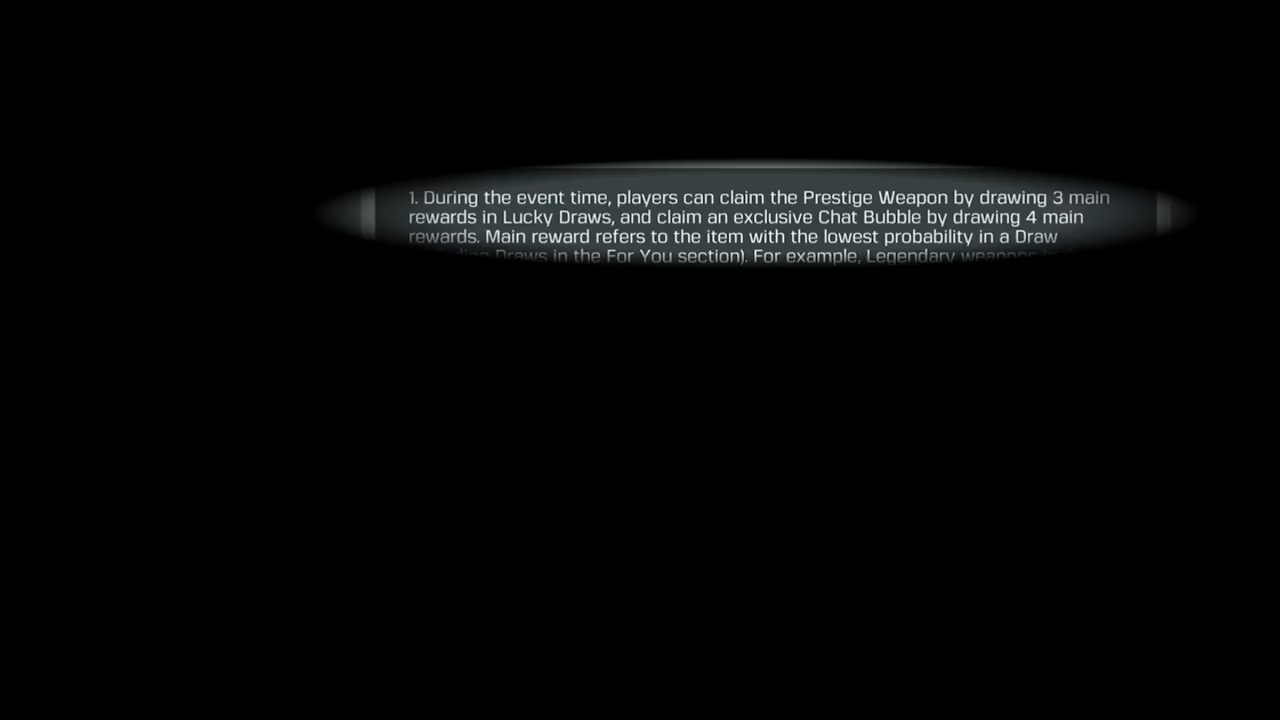 1. During the event time, players can claim the Prestige Weapon by drawing 3 main
rewards in Lucky Draws, and claim an exclusive Chat Bubble by drawing 4 main
rewards. Main reward refers to the item with the lowest probability in a Draw
Draws in the For You section). For example, Legendary weapons